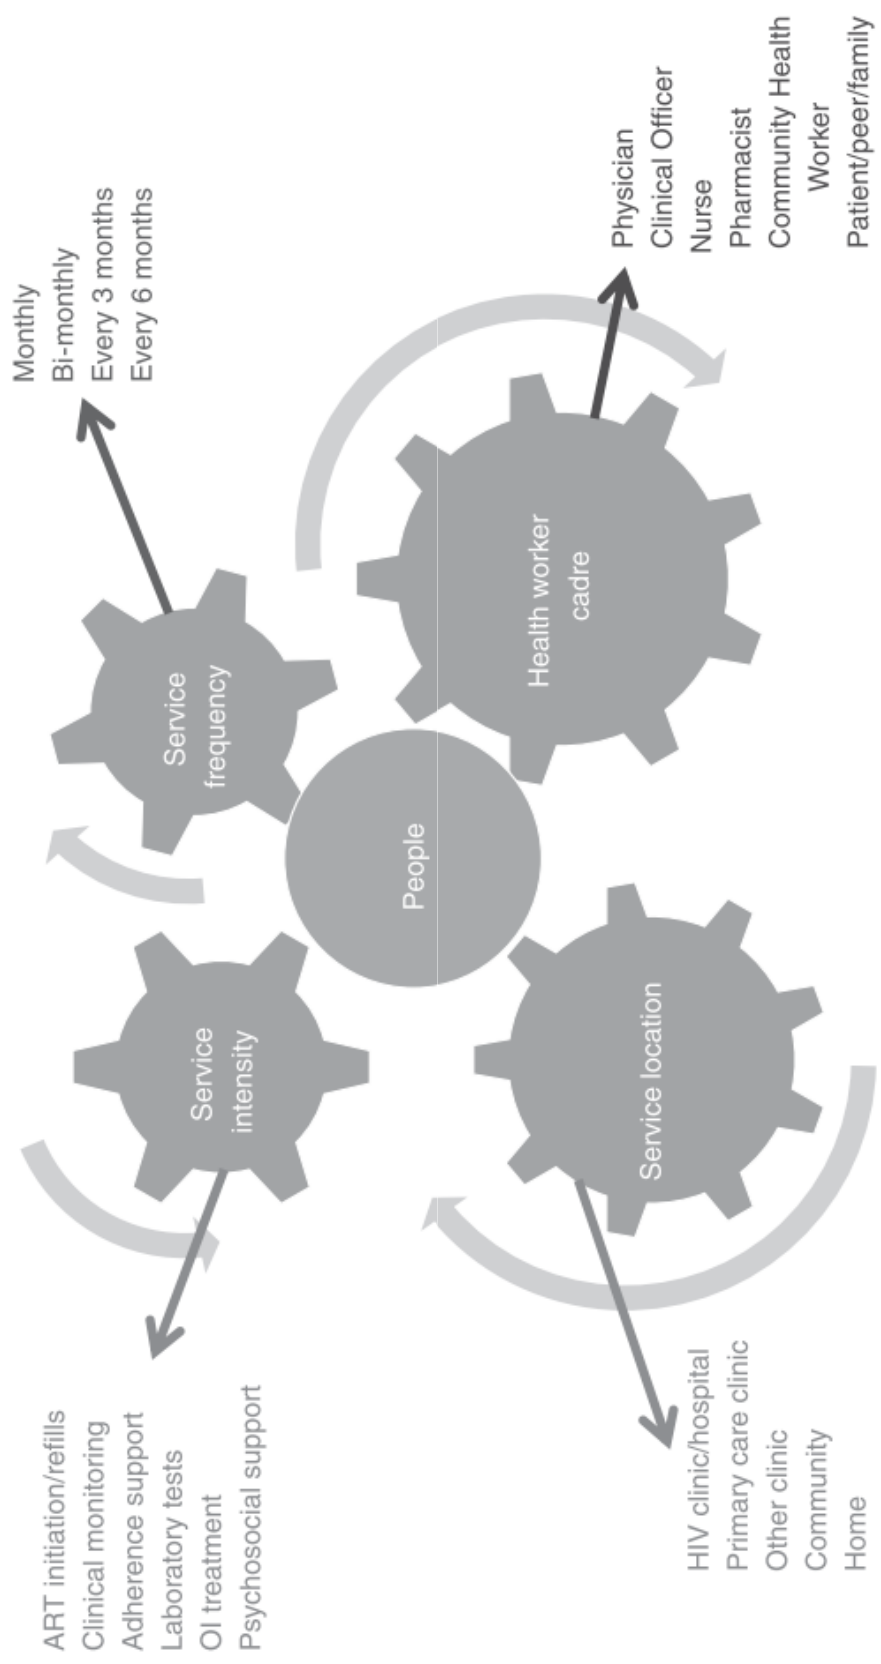 ART initiation/refills
Clinical monitoring
Adherence support
Laboratory tests
OI treatment
Psychosocial support
Service
intensity
Service
frequency
Monthly
Bi-monthly
Every 3 months
Every 6 months
People
HIV clinic/hospital
Primary care clinic
Other clinic
Community
Home
Service location
Health worker
cadre
Physician
Clinical Officer
Nurse
Pharmacist
Community Health
Worker
Patient/peer/family